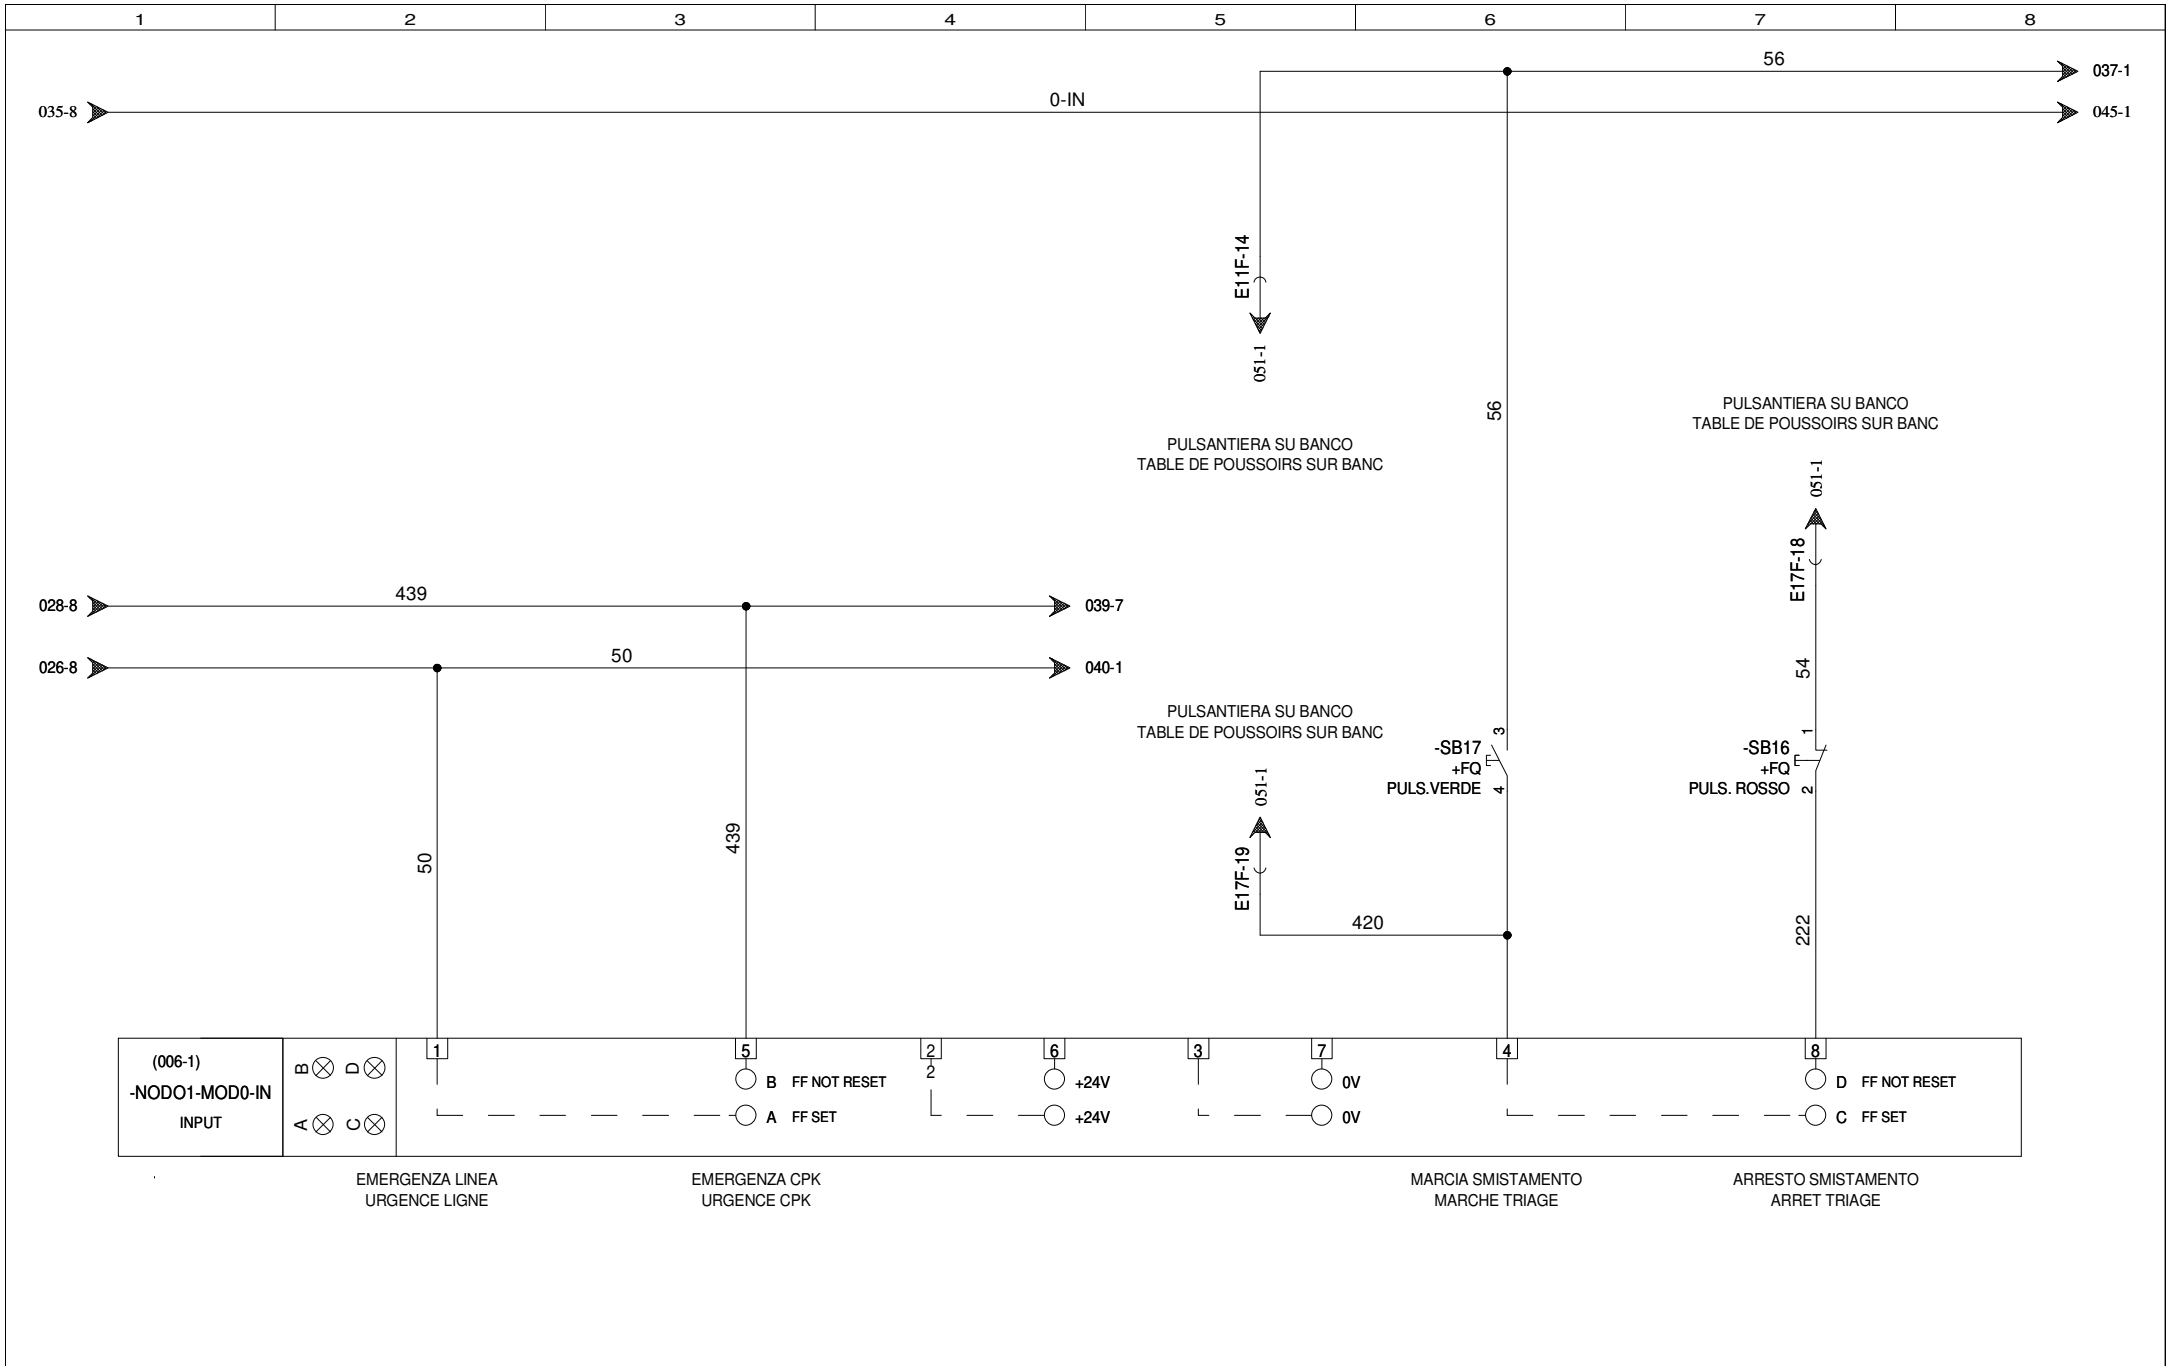 1 2 3 4 5 6 7 8
56
037-1
035-8
0-IN
045-1
E11F-14
051-1
56
PULSANTIERA SU BANCO
TABLE DE POUSSOIRS SUR BANC
PULSANTIERA SU BANCO
TABLE DE POUSSOIRS SUR BANC
051-1
E17F-18
028-8
439
039-7
026-8
50
040-1
54
PULSANTIERA SU BANCO
TABLE DE POUSSOIRS SUR BANC
051-1
E17F-19
3
-SB17
+FQ
PULS.VERDE
4
1
-SB16
+FQ
PULS. ROSSO
2
50
439
420
222
(006-1)
-NODO1-MOD0-IN
INPUT
B D
A C
1 5 2 6 3 7 4 8
2
B FF NOT RESET
+24V
0V
D FF NOT RESET
A FF SET
+24V
0V
C FF SET
EMERGENZA LINEA
URGENCE LIGNE
EMERGENZA CPK
URGENCE CPK
MARCIA SMISTAMENTO
MARCHE TRIAGE
ARRESTO SMISTAMENTO
ARRET TRIAGE